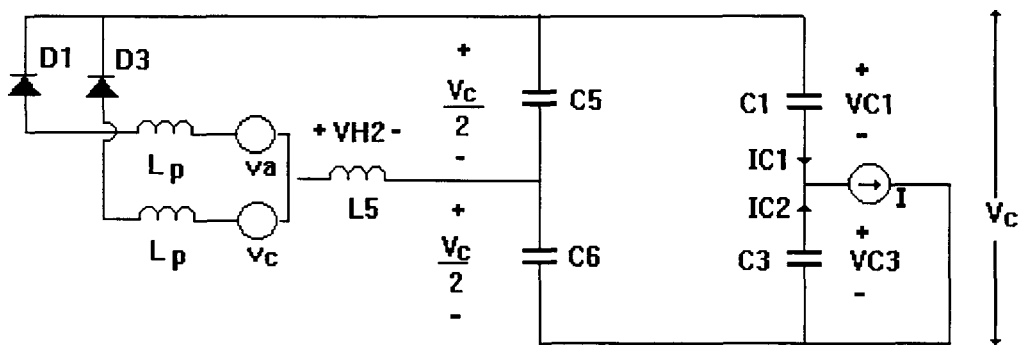 D1
D3
+
Vc
2
-
C5
C1
+
VC1
-
+ VH2 -
Lp
va
L5
IC1
I
IC2
Vc
Lp
vc
+
Vc
2
-
C6
C3
+
VC3
-